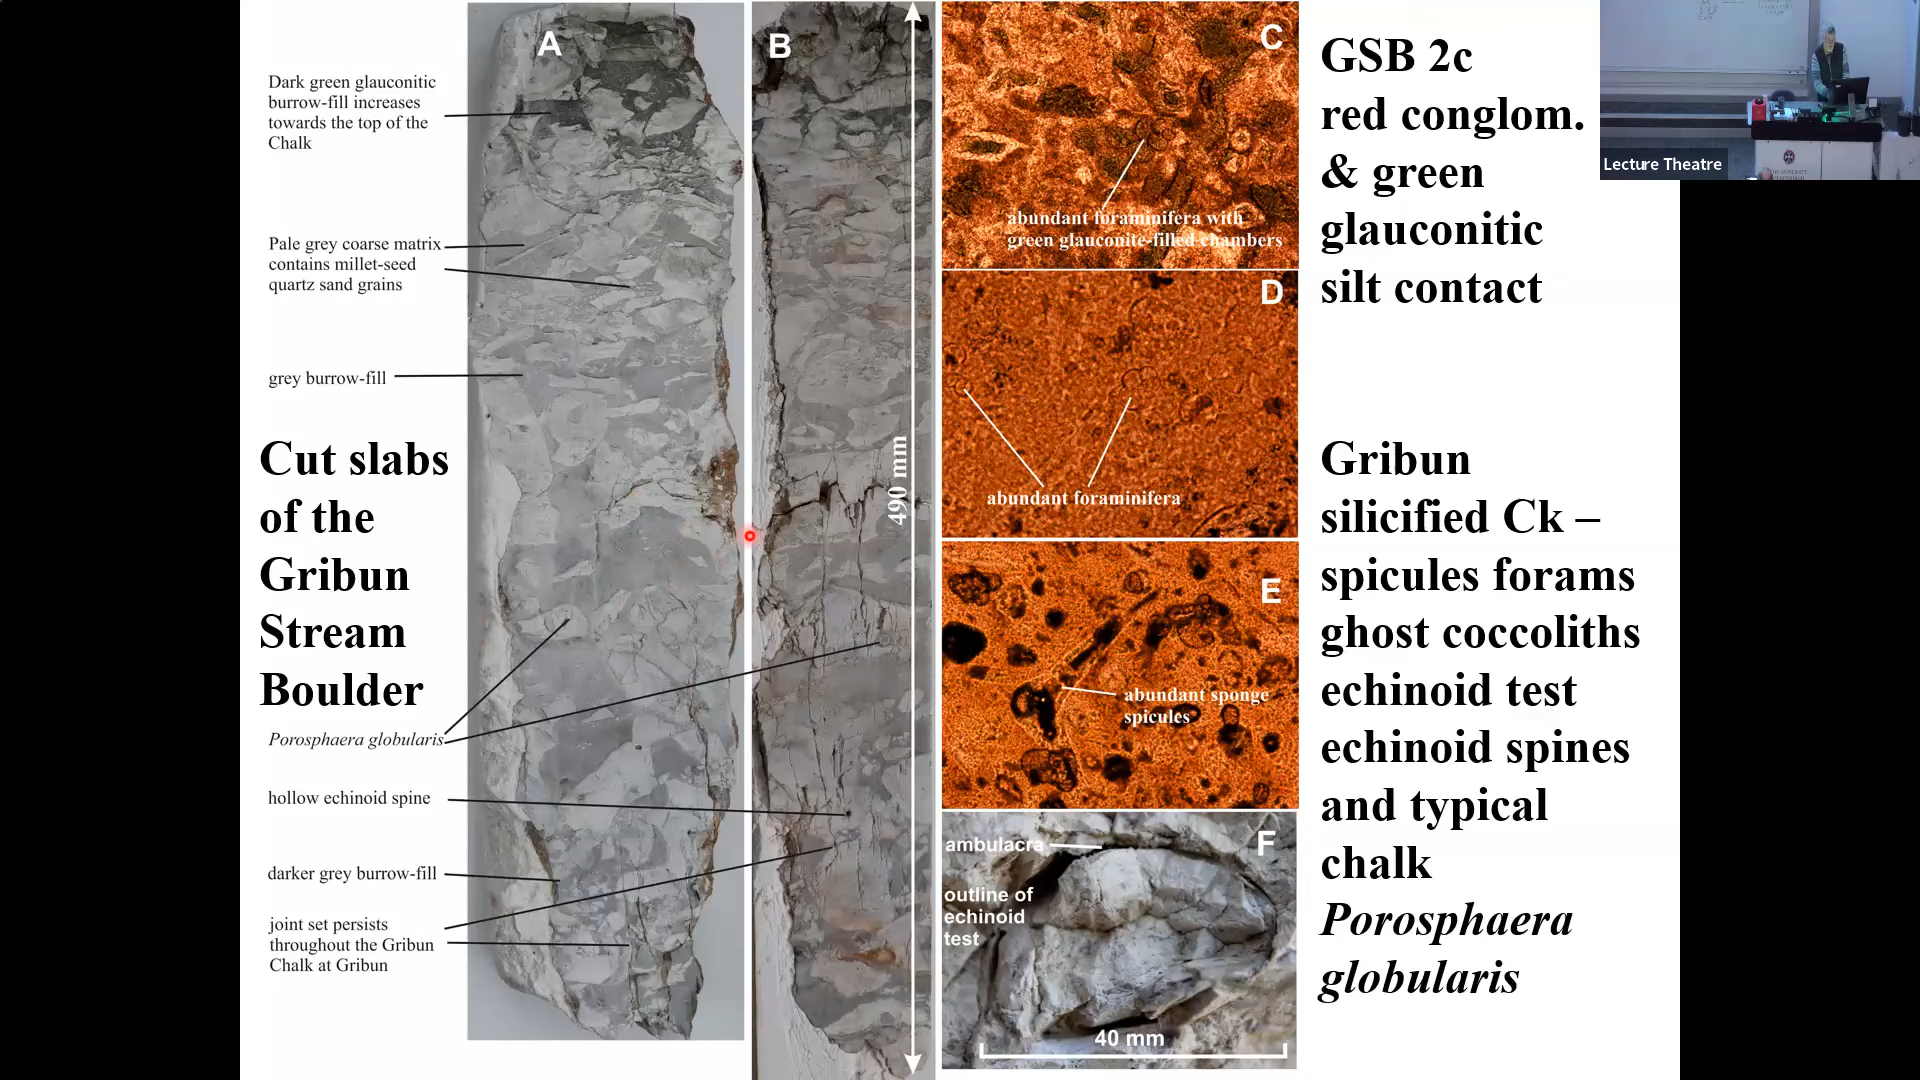 A
Dark green glauconitic
burrow-fill increases
towards the top of the
Chalk
Pale grey coarse matrix
contains millet-seed
quartz sand grains
grey burrow-fill
Cut slabs
of the
Gribun
Stream
Boulder
Porosphaera globularis
hollow echinoid spine
darker grey burrow-fill
joint set persists
throughout the Gribun
Chalk at Gribun
B
490 mm
C
abundant foraminifera with
green glauconite-filled chambers
D
abundant foraminifera
E
abundant sponge
spicules
F
ambulacra
outline of
echinoid
test
40 mm
GSB 2c
red conglom.
& green
glauconitic
silt contact
Gribun
silicified Ck –
spicules forams
ghost coccoliths
echinoid test
echinoid spines
and typical
chalk
Porosphaera
globularis
Lecture Theatre